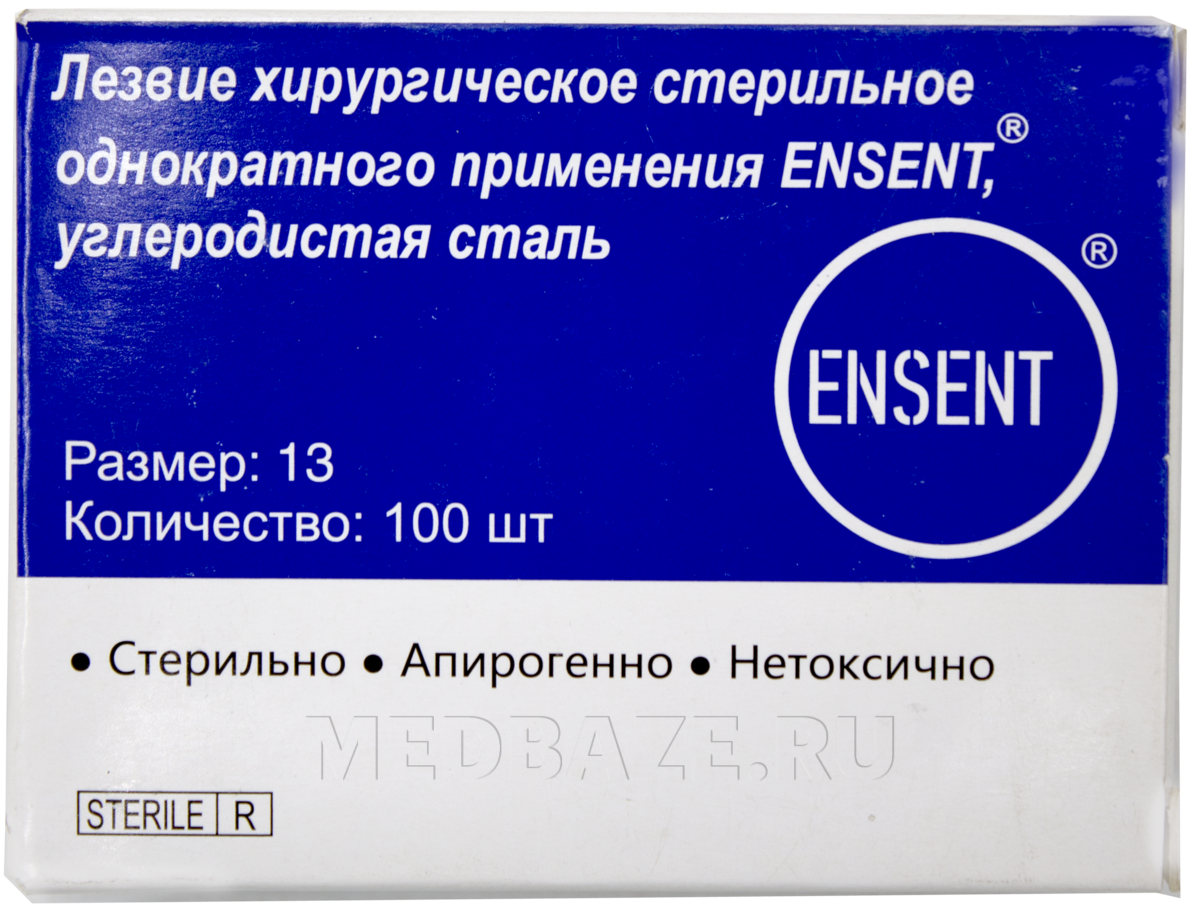 Лезвие хирургическое стерильное
однократного применения ENSENT,®
углеродистая сталь
®
ENSENT
Размер: 13
Количество: 100 шт
• Стерильно • Апирогенно • Нетоксично
MEDBAZE.RU
STERILE R